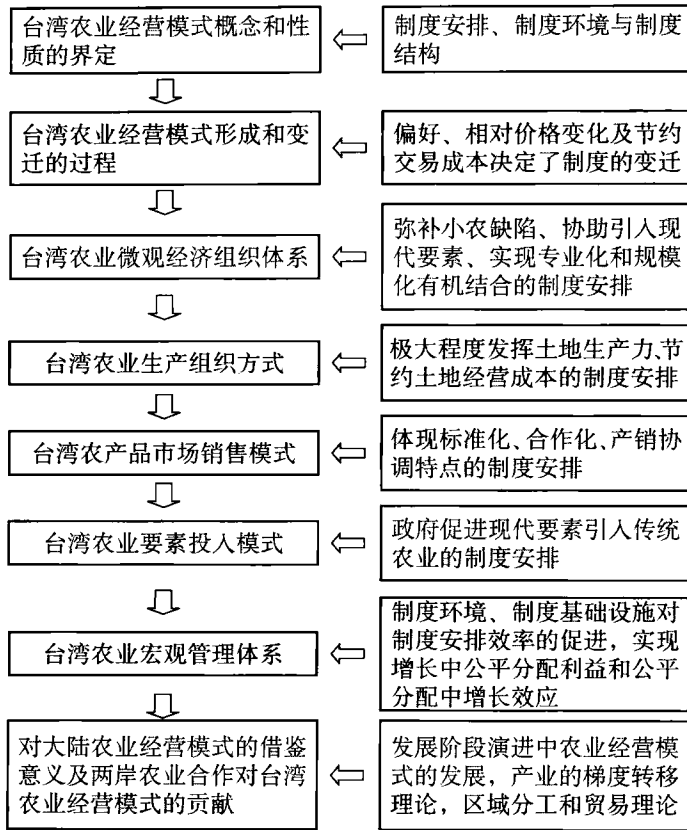 台湾农业经营模式概念和性
质的界定
制度安排、制度环境与制度
结构
台湾农业经营模式形成和变
迁的过程
偏好、相对价格变化及节约
交易成本决定了制度的变迁
台湾农业微观经济组织体系
弥补小农缺陷、协助引入现
代要素、实现专业化和规模
化有机结合的制度安排
台湾农业生产组织方式
极大程度发挥土地生产力、节
约土地经营成本的制度安排
台湾农产品市场销售模式
体现标准化、合作化、产销协
调特点的制度安排
台湾农业要素投入模式
政府促进现代要素引入传统
农业的制度安排
台湾农业宏观管理体系
制度环境、制度基础设施对
制度安排效率的促进，实现
增长中公平分配利益和公平
分配中增长效应
对大陆农业经营模式的借鉴
意义及两岸农业合作对台湾
农业经营模式的贡献
发展阶段演进中农业经营模
式的发展，产业的梯度转移
理论，区域分工和贸易理论